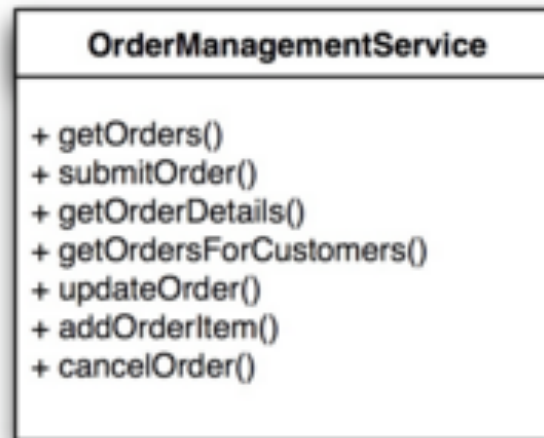 OrderManagementService
+ getOrders()
+ submitOrder()
+ getOrderDetails()
+ getOrdersForCustomers()
+ updateOrder()
+ addOrderItem()
+ cancelOrder()